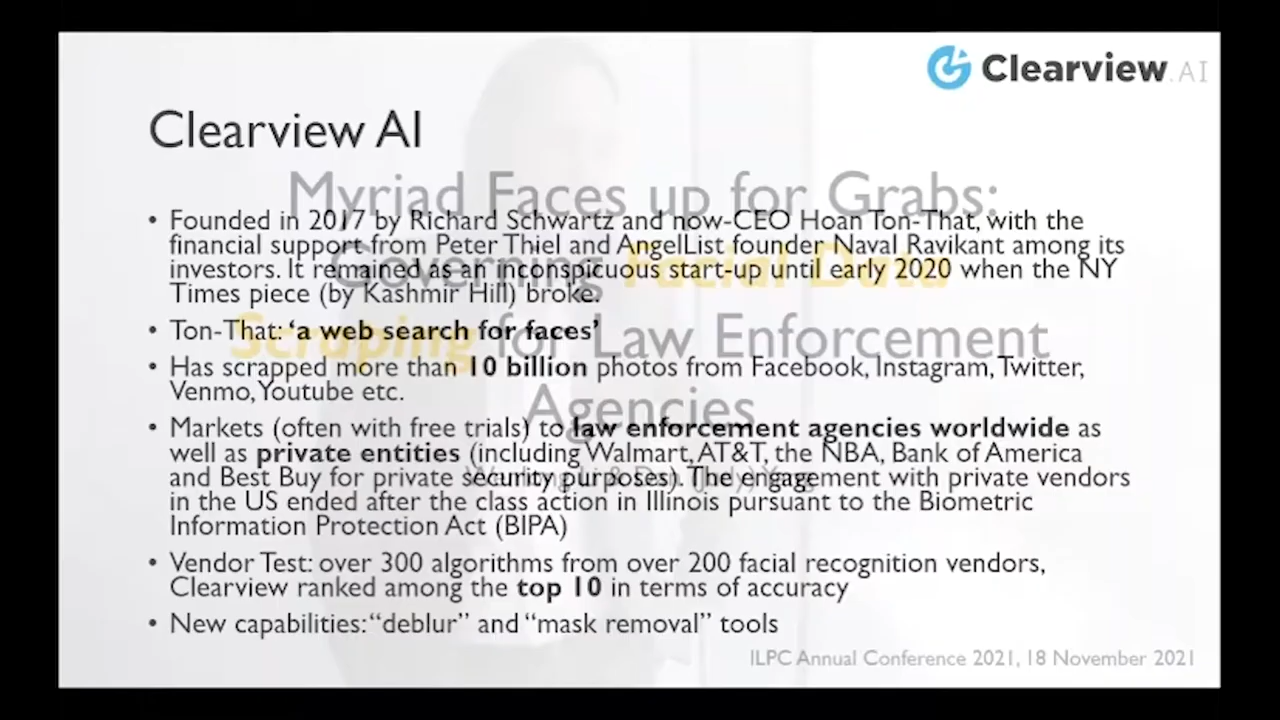 Clearview.AI
Clearview AI
Myriad Faces up for Grabs:
Governing Facial Data
Scraping for Law Enforcement
Agencies
• Founded in 2017 by Richard Schwartz and now-CEO Hoan Ton-That, with the
financial support from Peter Thiel and AngelList founder Naval Ravikant among its
investors. It remained as an inconspicuous start-up until early 2020 when the NY
Times piece (by Kashmir Hill) broke.
• Ton-That: ‘a web search for faces’
• Has scrapped more than 10 billion photos from Facebook, Instagram, Twitter,
Venmo, Youtube etc.
• Markets (often with free trials) to law enforcement agencies worldwide as
well as private entities (including Walmart, AT&T, the NBA, Bank of America
and Best Buy for private security purposes). The engagement with private vendors
in the US ended after the class action in Illinois pursuant to the Biometric
Information Protection Act (BIPA)
• Vendor Test: over 300 algorithms from over 200 facial recognition vendors,
Clearview ranked among the top 10 in terms of accuracy
• New capabilities: “deblur” and “mask removal” tools
ILPC Annual Conference 2021, 18 November 2021